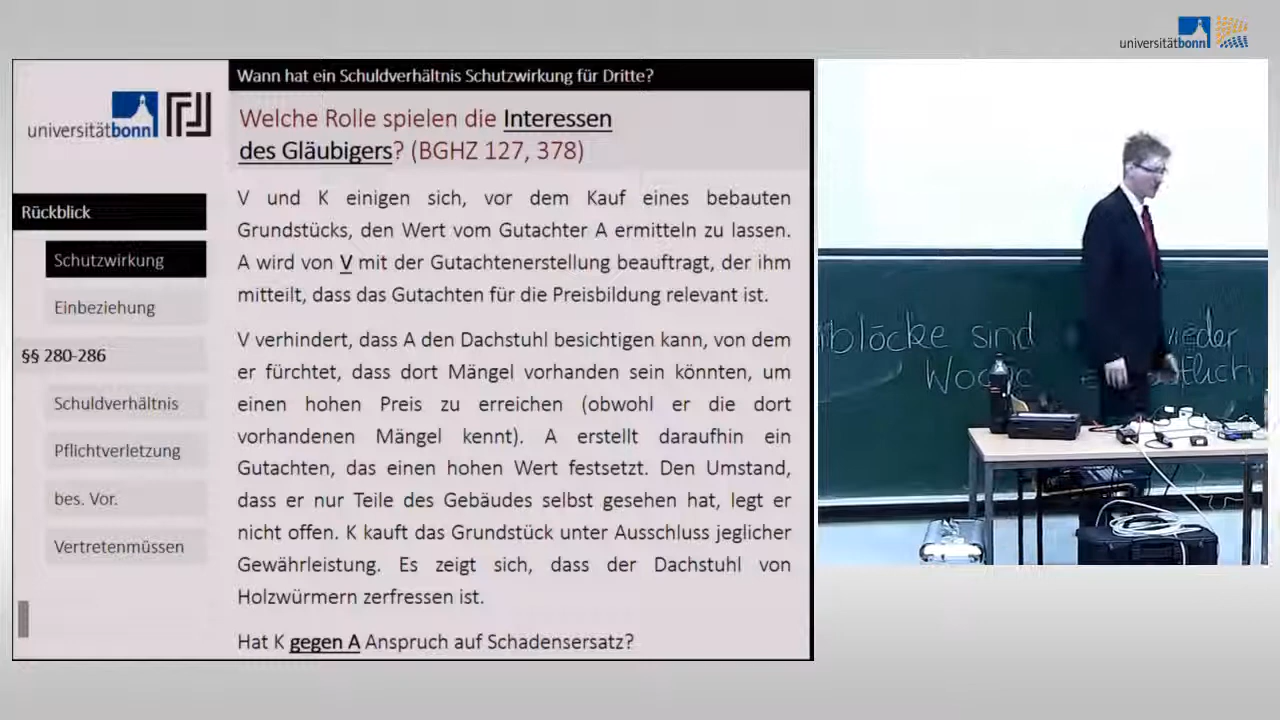 universitätbonn
Wann hat ein Schuldverhältnis Schutzwirkung für Dritte?
universitätbonn
Welche Rolle spielen die Interessen
des Gläubigers? (BGHZ 127, 378)
V und K einigen sich, vor dem Kauf eines bebauten
Grundstücks, den Wert vom Gutachter A ermitteln zu lassen.
A wird von V mit der Gutachtenerstellung beauftragt, der ihm
mitteilt, dass das Gutachten für die Preisbildung relevant ist.
V verhindert, dass A den Dachstuhl besichtigen kann, von dem
er fürchtet, dass dort Mängel vorhanden sein könnten, um
einen hohen Preis zu erreichen (obwohl er die dort
vorhandenen Mängel kennt). A erstellt daraufhin ein
Gutachten, das einen hohen Wert festsetzt. Den Umstand,
dass er nur Teile des Gebäudes selbst gesehen hat, legt er
nicht offen. K kauft das Grundstück unter Ausschluss jeglicher
Gewährleistung. Es zeigt sich, dass der Dachstuhl von
Holzwürmern zerfressen ist.
Hat K gegen A Anspruch auf Schadensersatz?
Rückblick
Schutzwirkung
Einbeziehung
§§ 280-286
Schuldverhältnis
Pflichtverletzung
bes. Vor.
Vertretenmüssen
blöcke sind